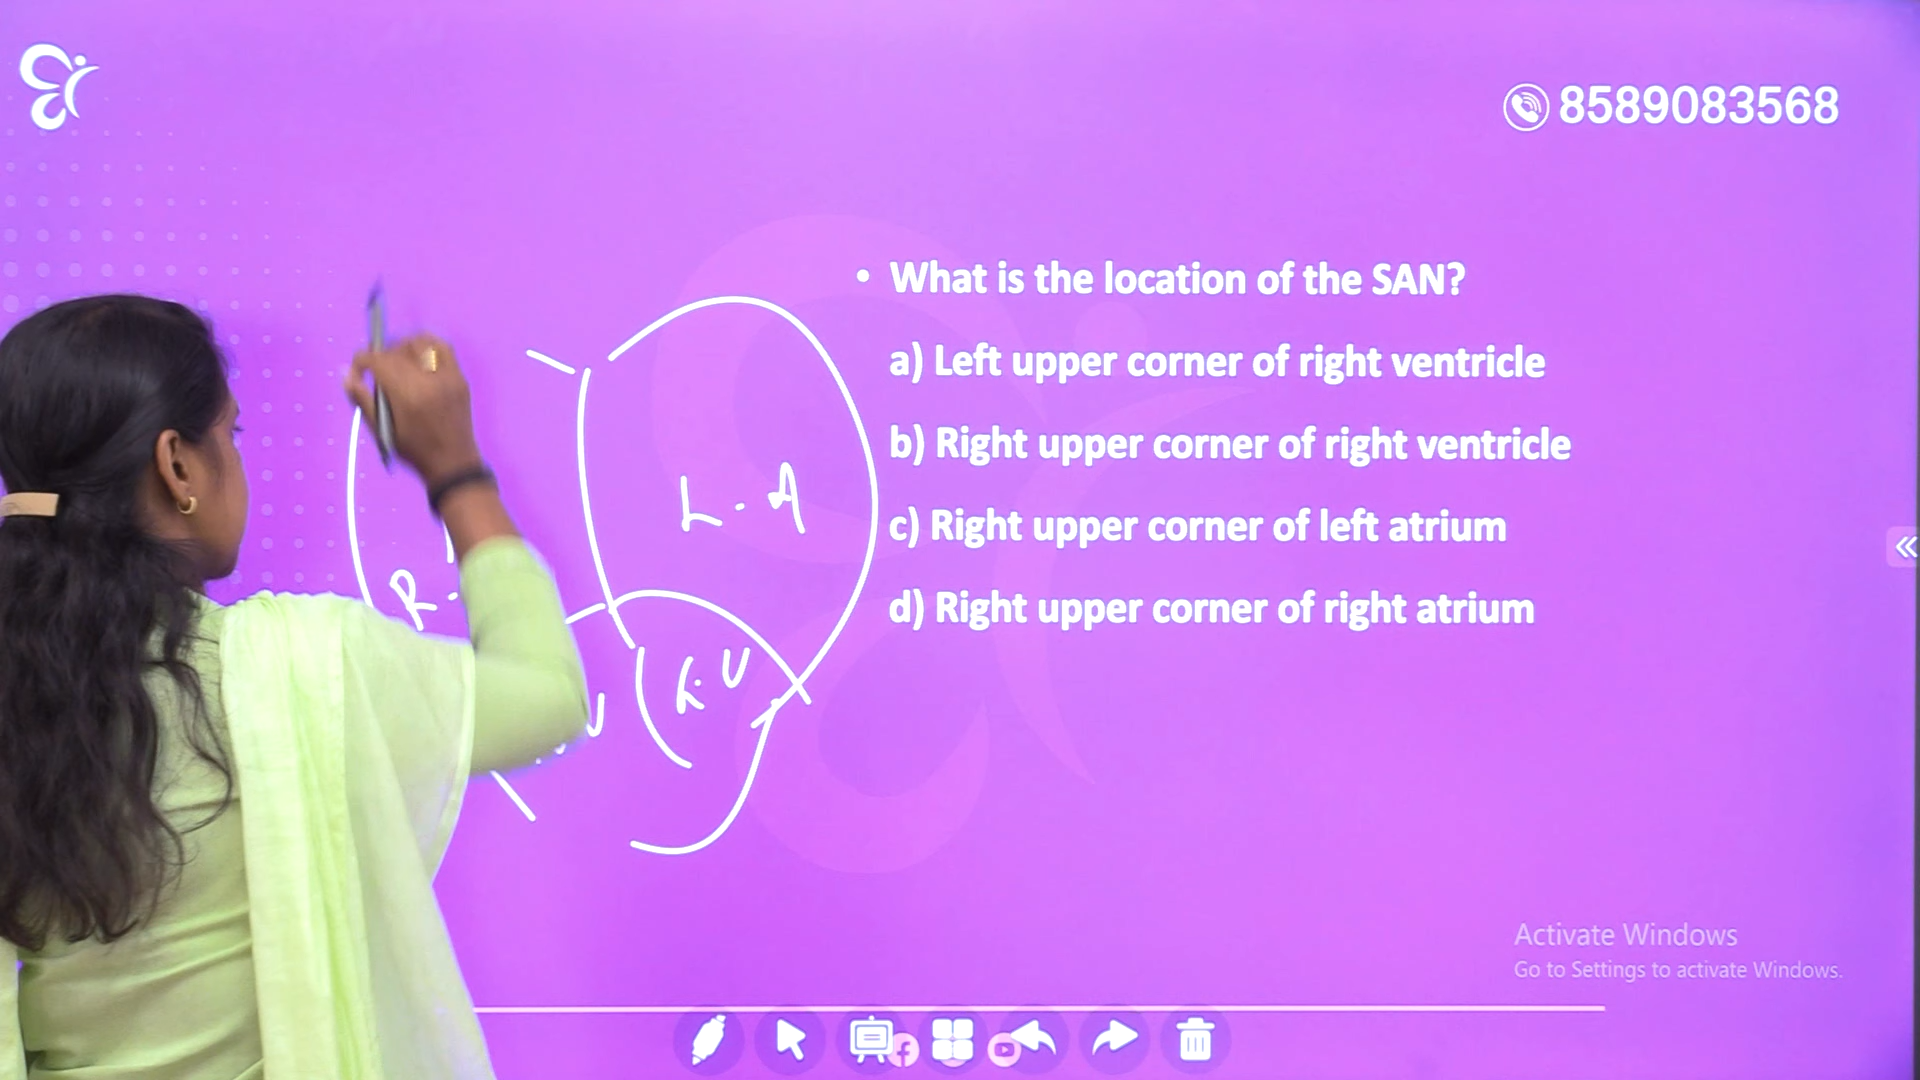 8589083568
• What is the location of the SAN?
a) Left upper corner of right ventricle
b) Right upper corner of right ventricle
c) Right upper corner of left atrium
d) Right upper corner of right atrium
L.A
R.
L.V
V
Activate Windows
Go to Settings to activate Windows.